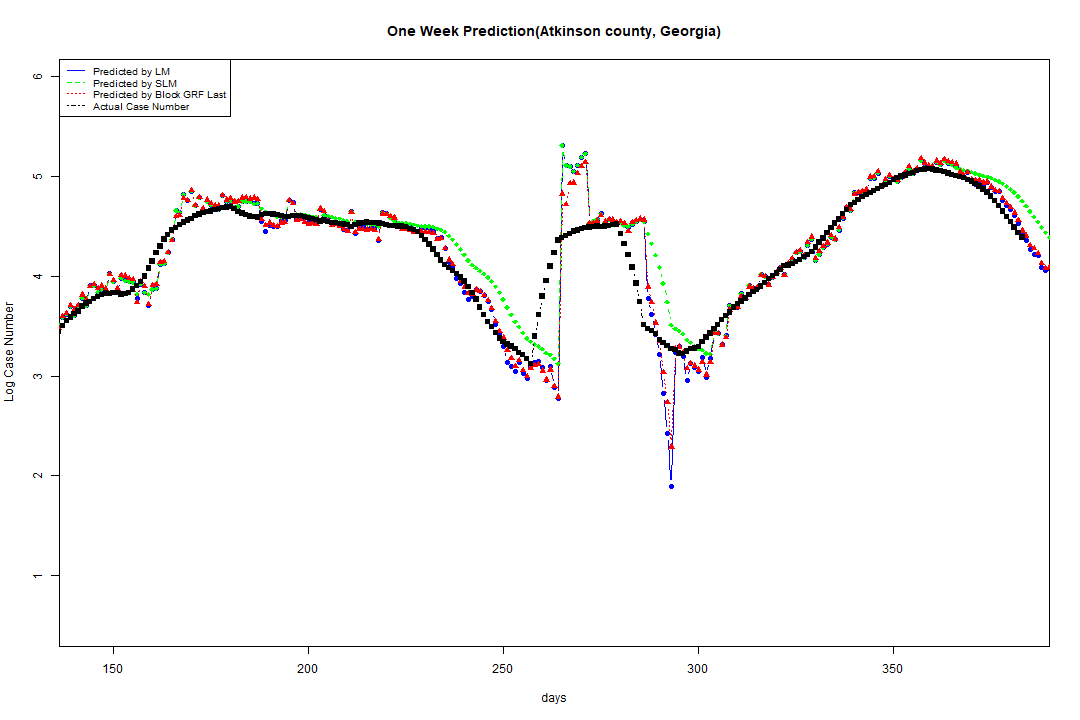 One Week Prediction(Atkinson county, Georgia)
Predicted by LM
Predicted by SLM
Predicted by Block GRF Last
Actual Case Number
Log Case Number
6
5
4
3
2
1
150 200 250 300 350
days